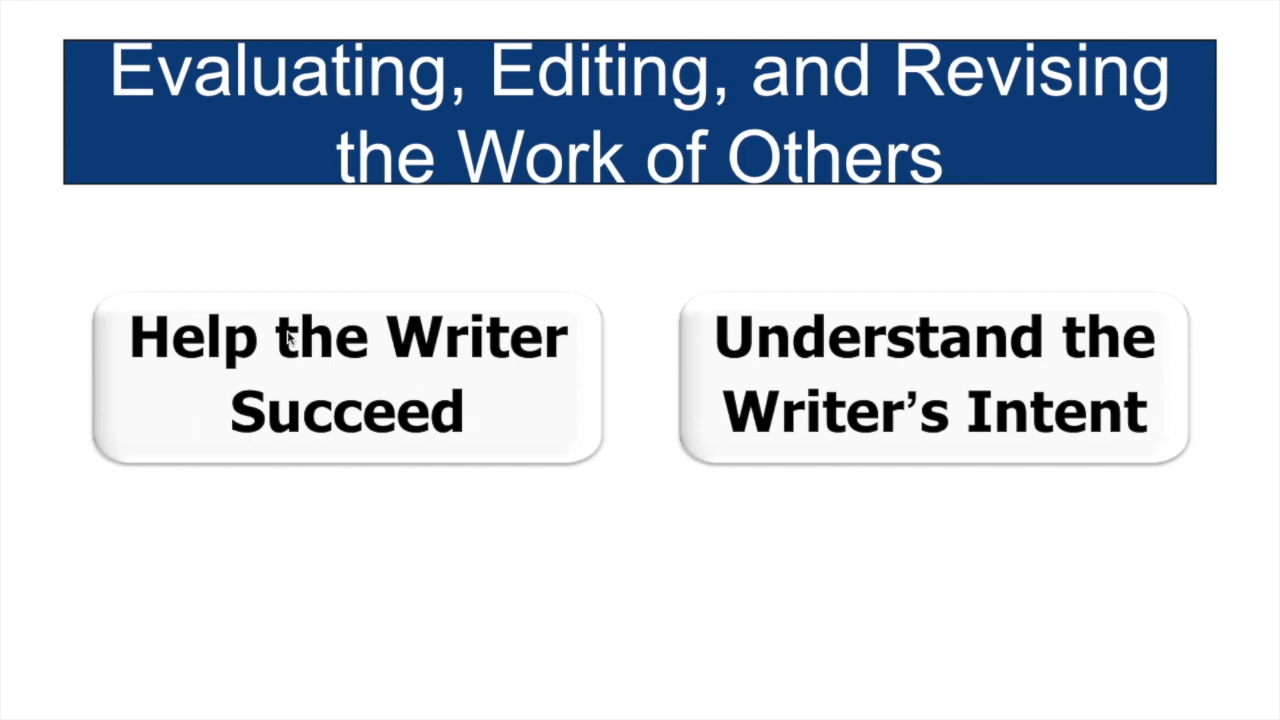 Evaluating, Editing, and Revising
the Work of Others
Help the Writer
Succeed
Understand the
Writer’s Intent